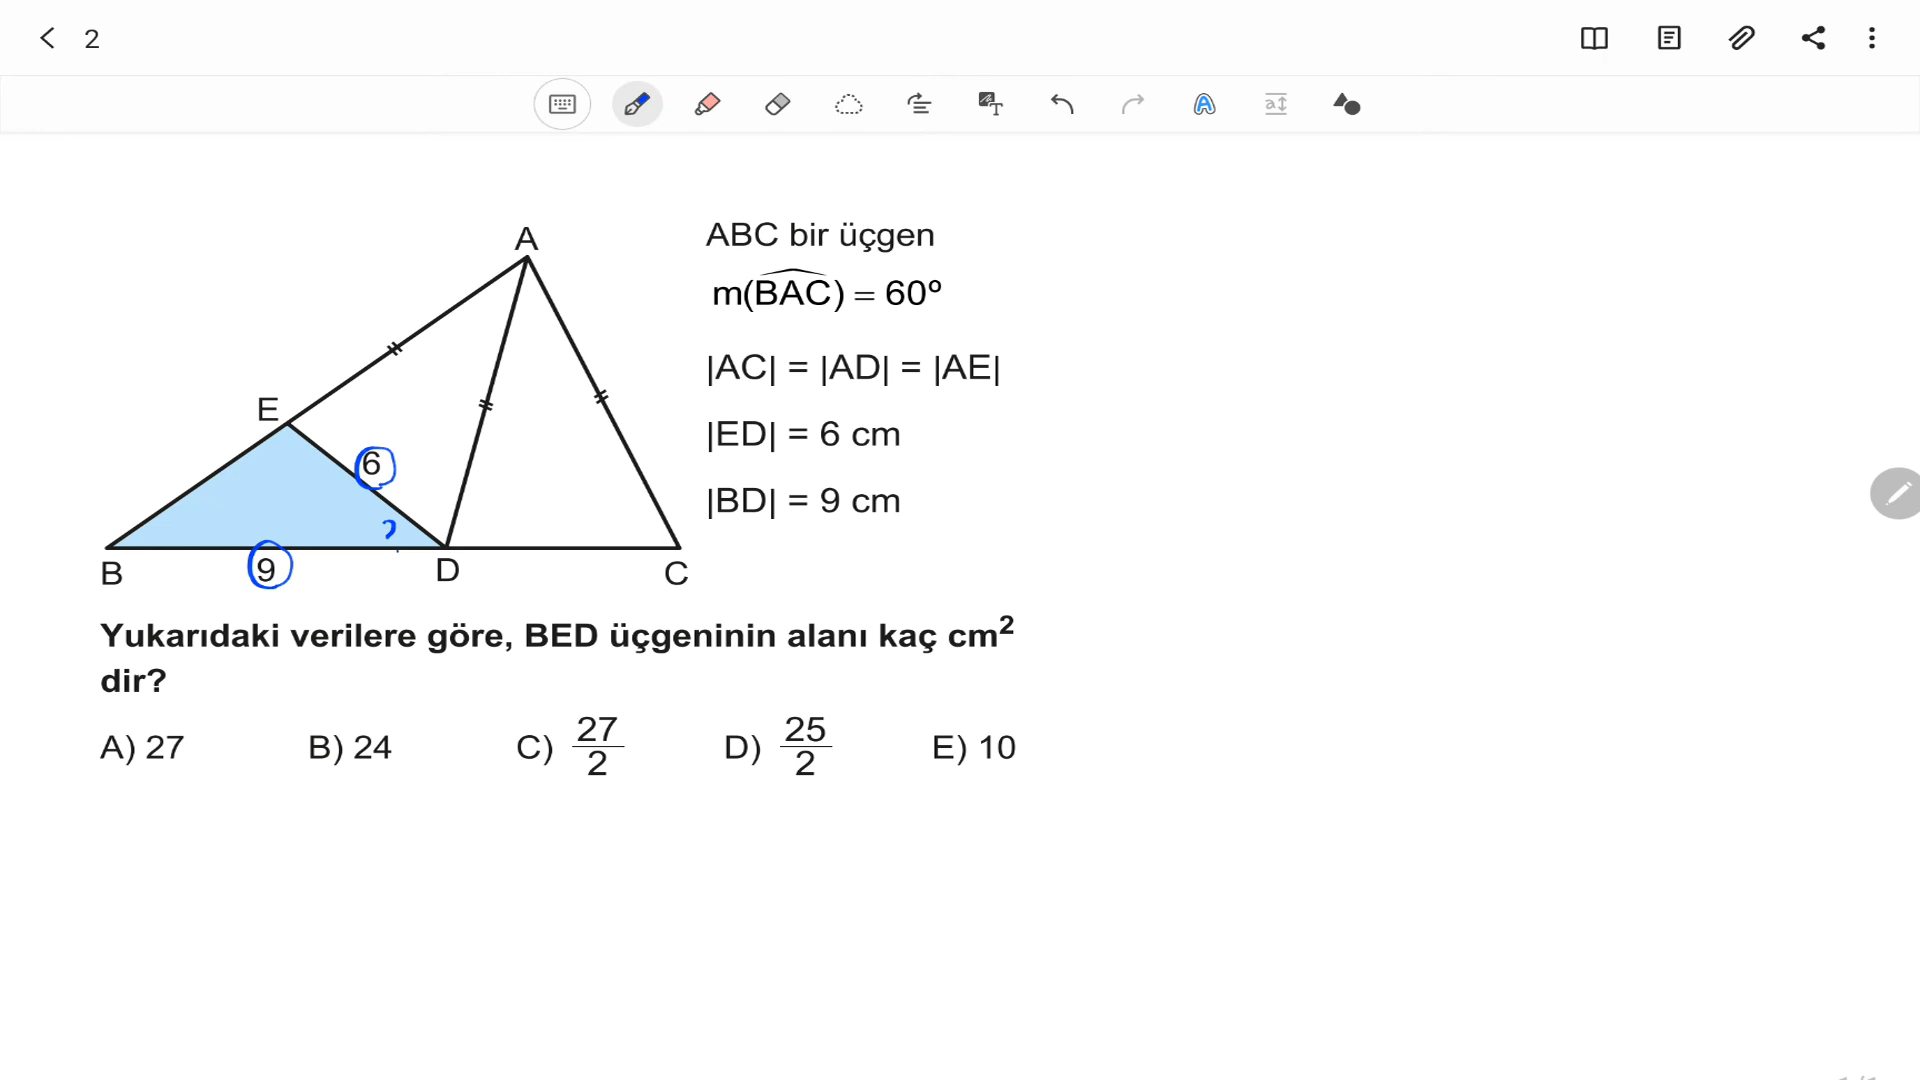 2
A
ABC bir üçgen
m(BAC) = 60º
|AC| = |AD| = |AE|
E
6
|ED| = 6 cm
|BD| = 9 cm
?
B
9
D
C
Yukarıdaki verilere göre, BED üçgeninin alanı kaç cm²
dir?
A) 27 B) 24 C) 27/2 D) 25/2 E) 10